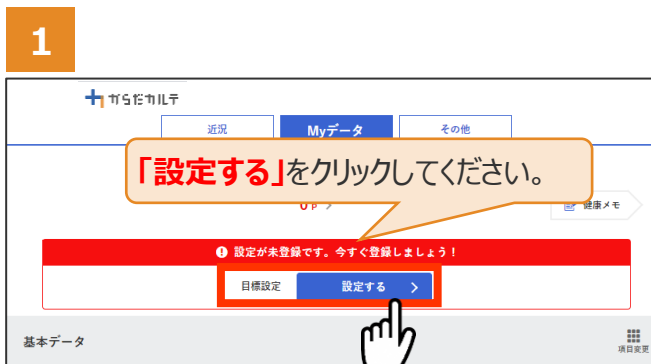 1
からだカルテ
近況
Myデータ
その他
「設定する」をクリックしてください。
0 P >
健康メモ
設定が未登録です。今すぐ登録しましょう！
目標設定
設定する >
基本データ
項目変更